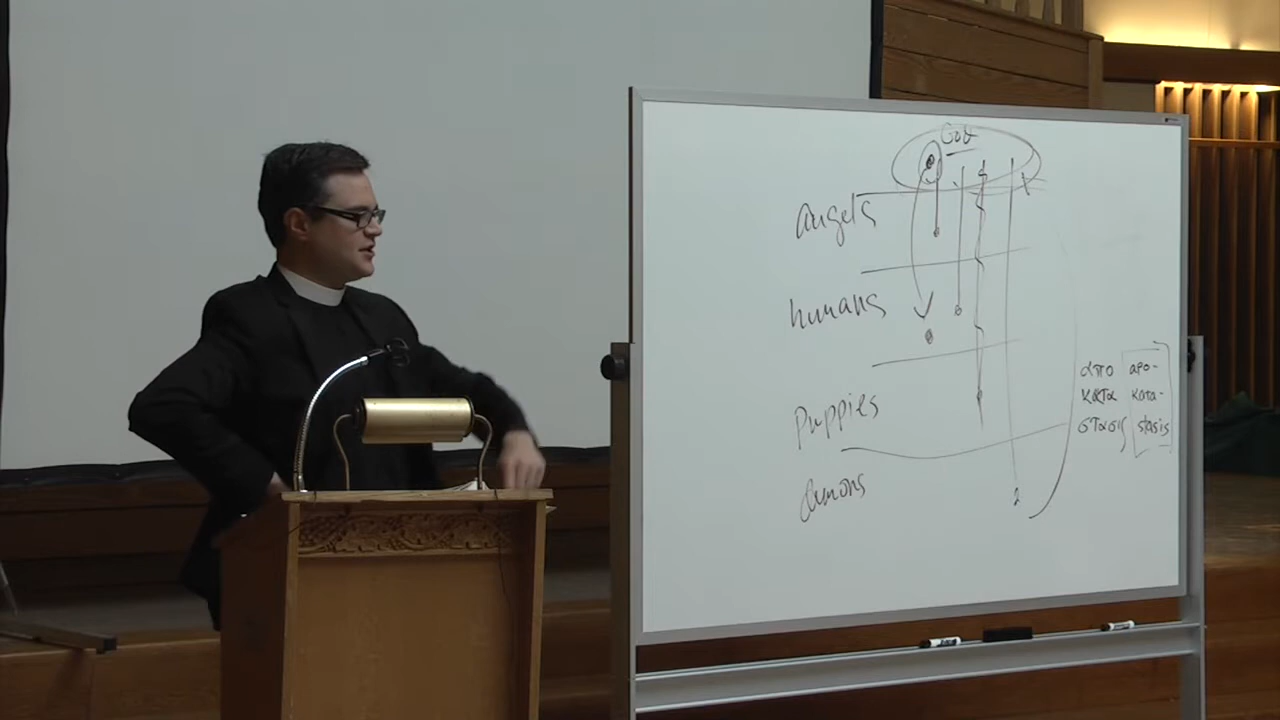 God
angels
humans
puppies
demons
απο
κατα
στασις
apo-
kata-
stasis